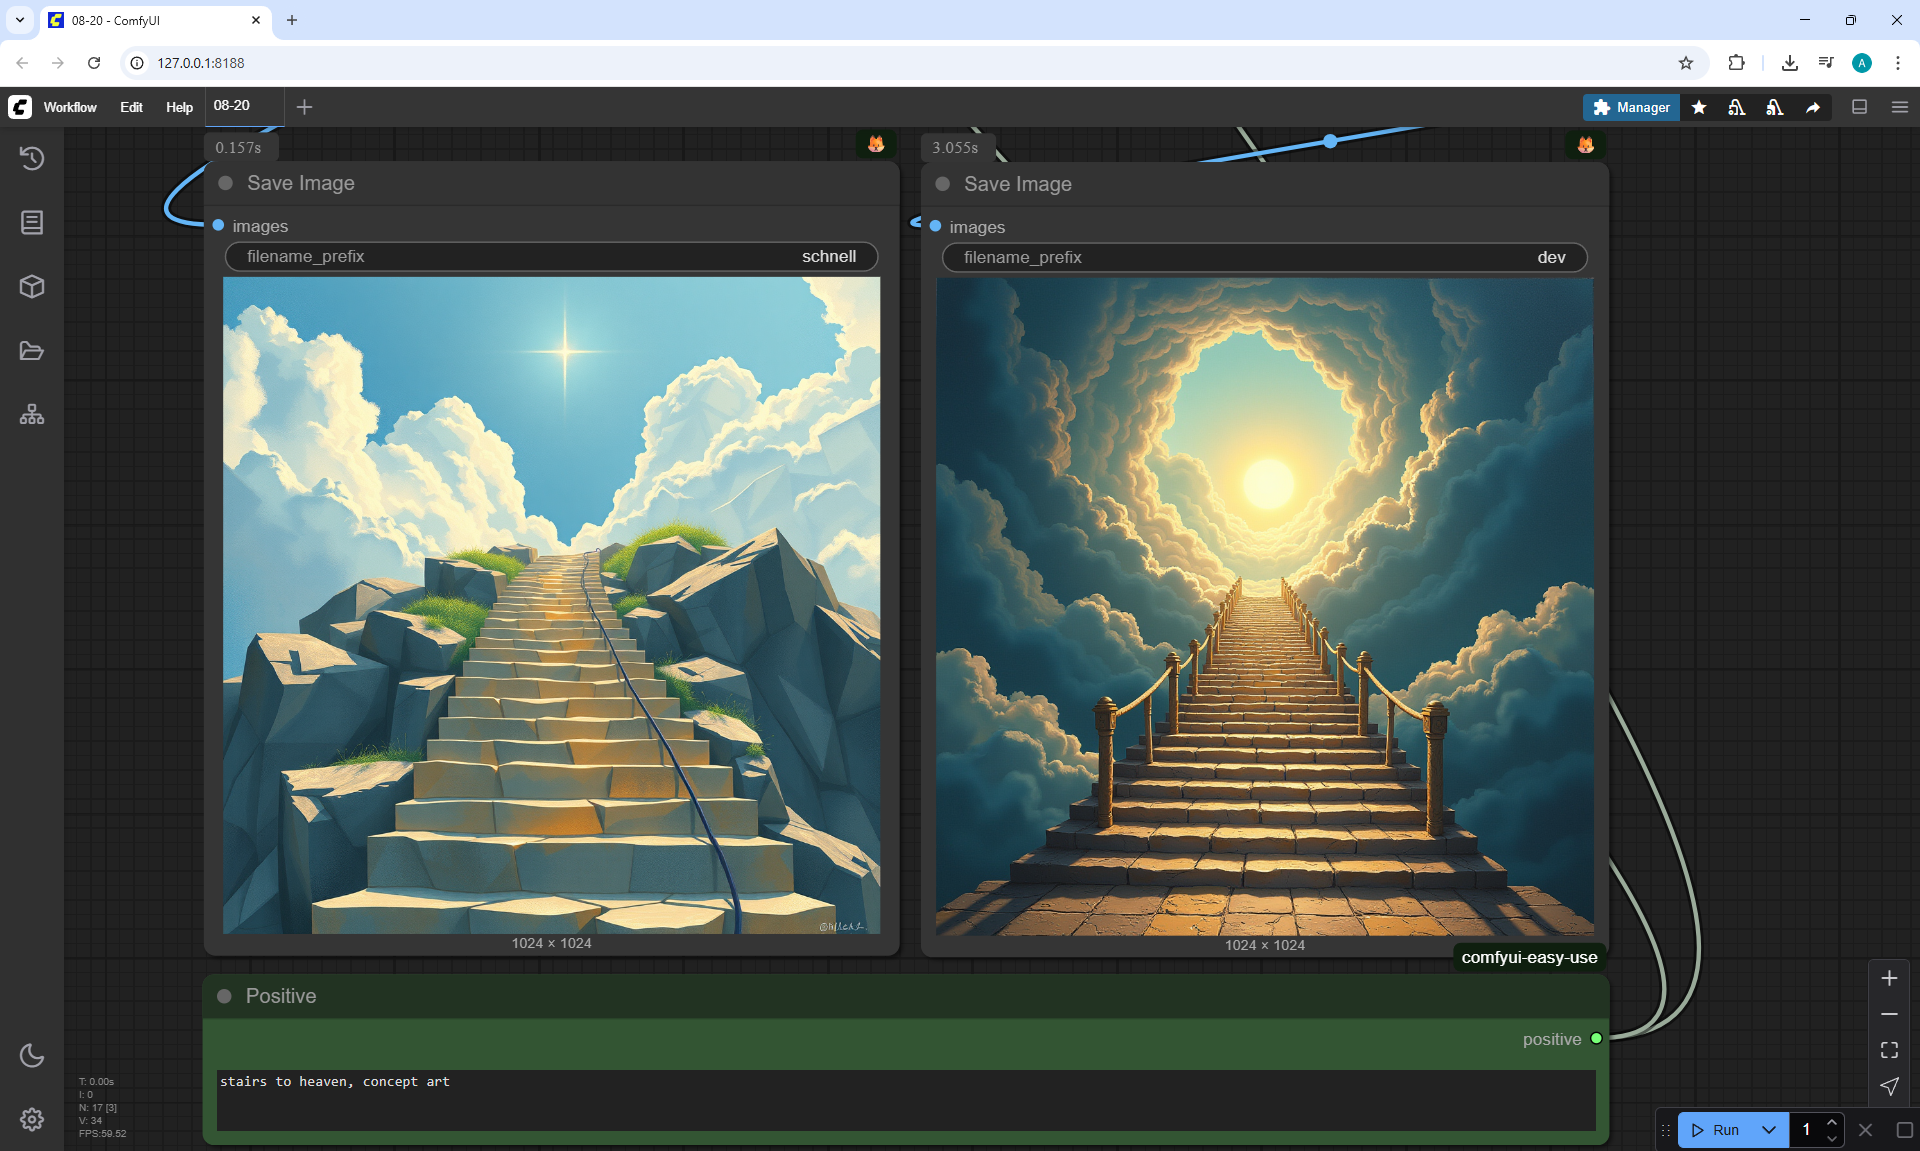 08-20 - ComfyUI
127.0.0.1:8188
A
Workflow Edit Help 08-20
Manager
0.157s
3.055s
Save Image
Save Image
images
images
filename_prefix schnell
filename_prefix dev
1024 × 1024
1024 × 1024
comfyui-easy-use
Positive
positive
stairs to heaven, concept art
T: 0.00s
I: 0
N: 17 [3]
V: 34
FPS:59.52
Run 1